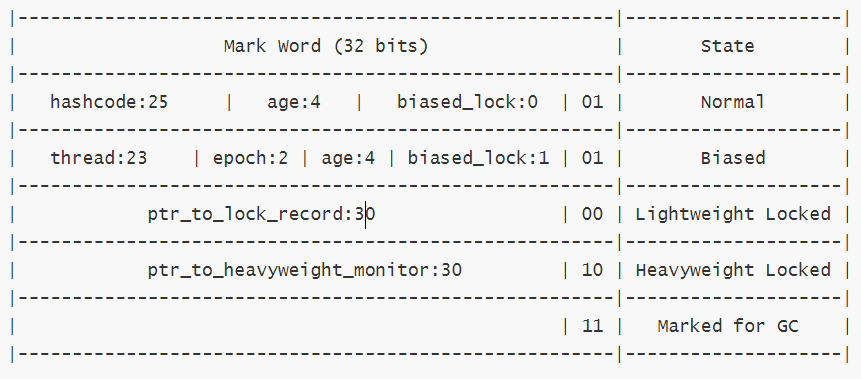 |-------------------------------------------------------|--------------------|
| Mark Word (32 bits) | State |
|-------------------------------------------------------|--------------------|
| hashcode:25 | age:4 | biased_lock:0 | 01 | Normal |
|-------------------------------------------------------|--------------------|
| thread:23 | epoch:2 | age:4 | biased_lock:1 | 01 | Biased |
|-------------------------------------------------------|--------------------|
| ptr_to_lock_record:30 | 00 | Lightweight Locked |
|-------------------------------------------------------|--------------------|
| ptr_to_heavyweight_monitor:30 | 10 | Heavyweight Locked |
|-------------------------------------------------------|--------------------|
| | 11 | Marked for GC |
|-------------------------------------------------------|--------------------|